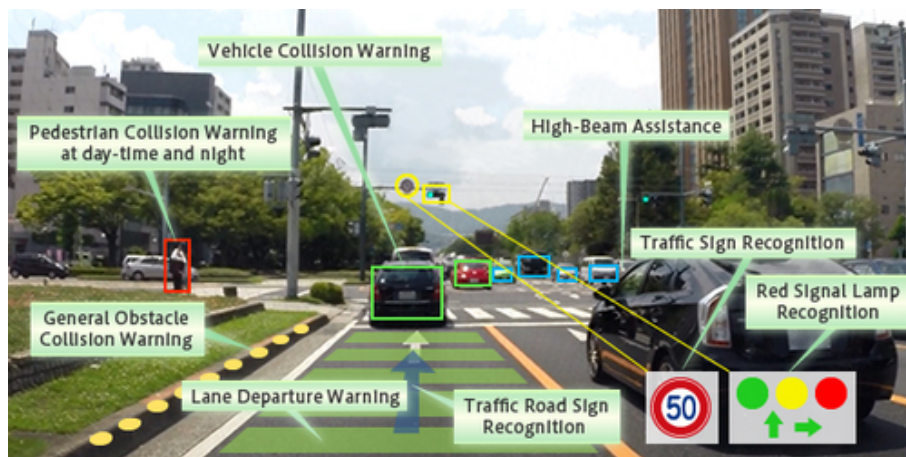 Vehicle Collision Warning
Pedestrian Collision Warning
at day-time and night
High-Beam Assistance
Traffic Sign Recognition
General Obstacle
Collision Warning
Red Signal Lamp
Recognition
Lane Departure Warning
Traffic Road Sign
Recognition
50